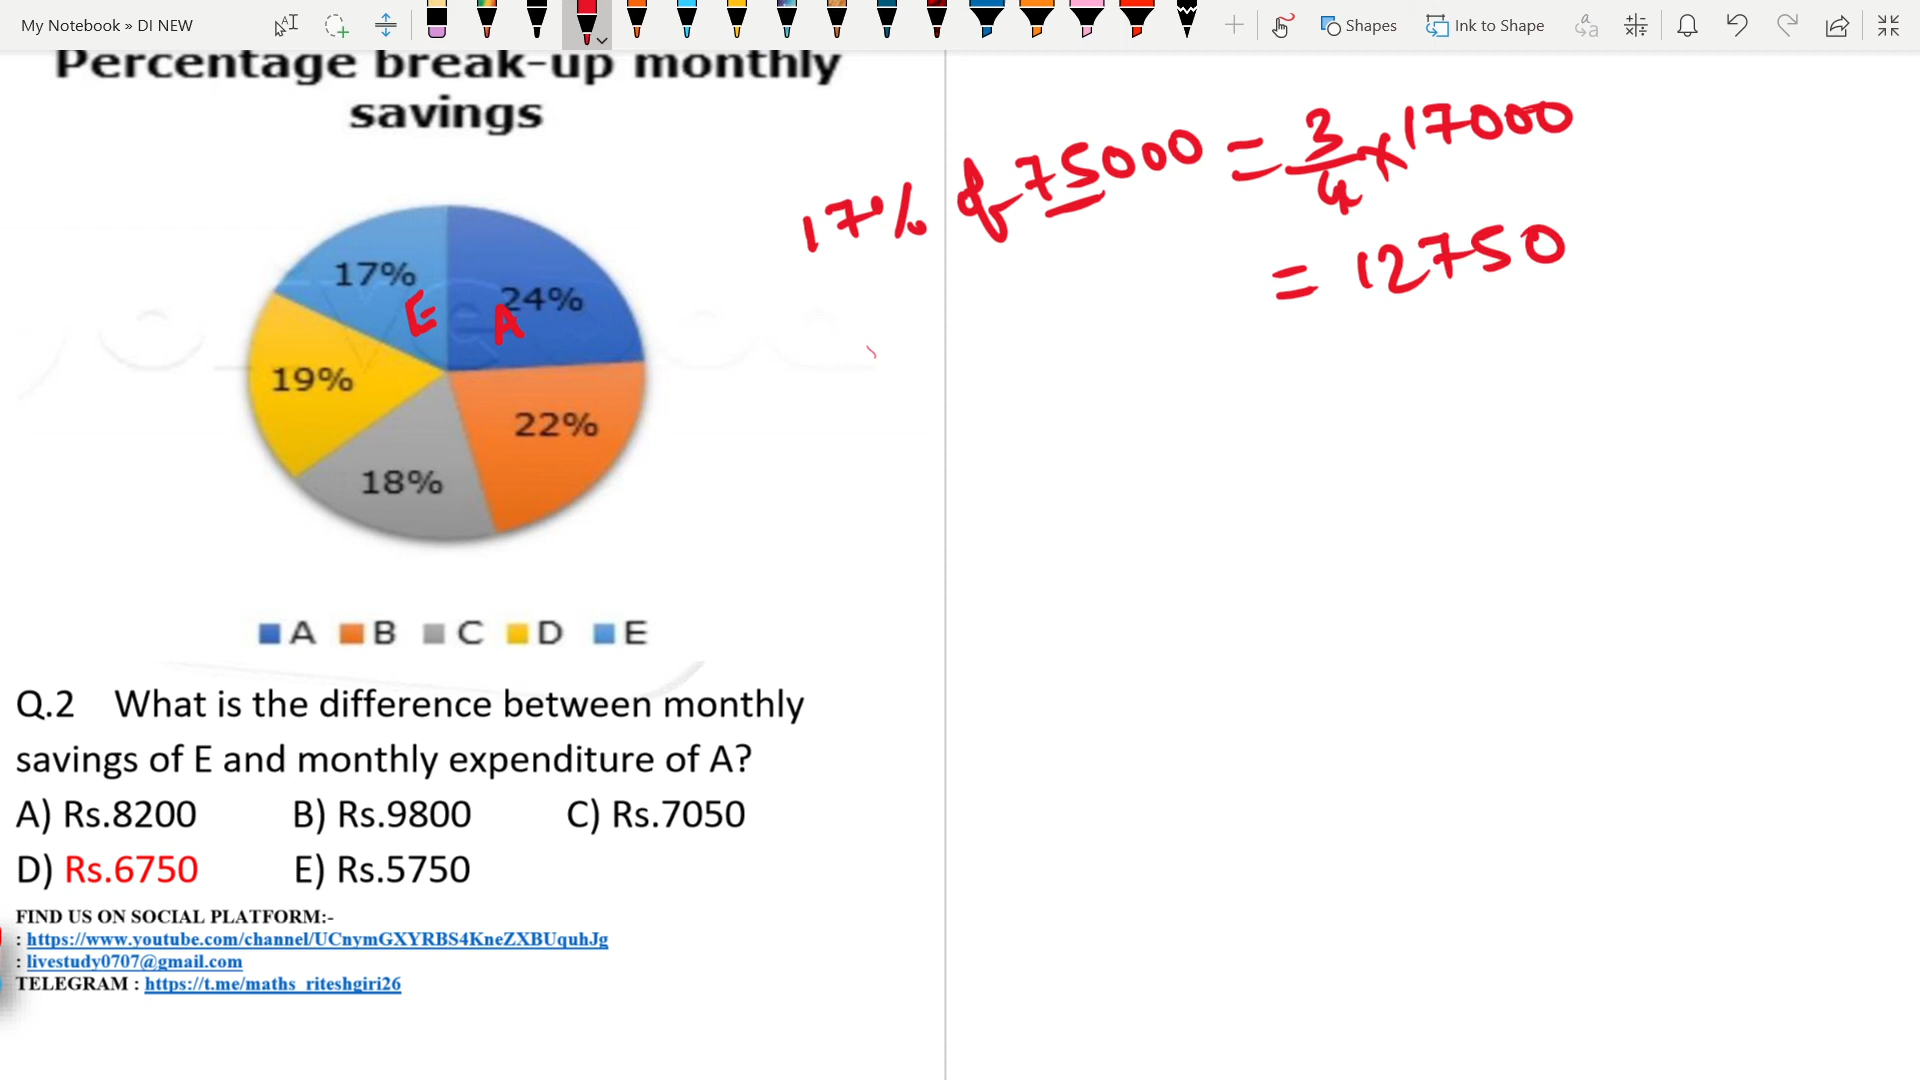 My Notebook » DI NEW
Shapes
Ink to Shape
Percentage break-up monthly
savings
17% of 75000 = 3/4 × 17000
= 12750
17%
24%
E
A
19%
22%
18%
A B C D E
Q.2 What is the difference between monthly
savings of E and monthly expenditure of A?
A) Rs.8200 B) Rs.9800 C) Rs.7050
D) Rs.6750 E) Rs.5750
FIND US ON SOCIAL PLATFORM:-
: https://www.youtube.com/channel/UCnymGXYRBS4KneZXBUquhJg
: livestudy0707@gmail.com
TELEGRAM : https://t.me/maths_riteshgiri26